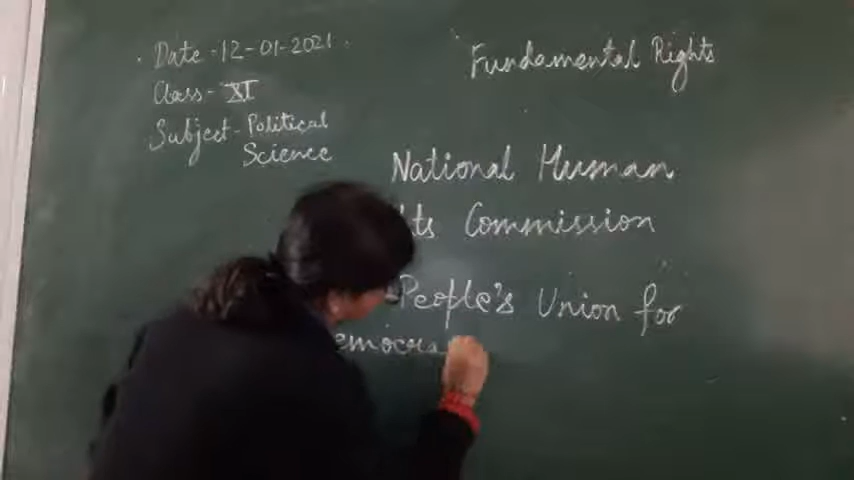 Date - 12-01-2021
Class - XI
Subject - Political
Science
Fundamental Rights
National Human
Commission
People's Union for